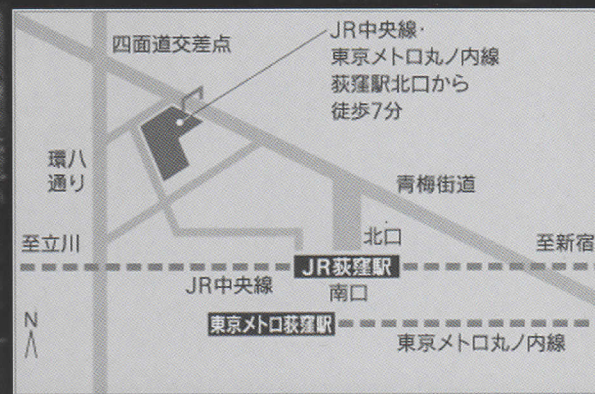 四面道交差点
JR中央線・
東京メトロ丸ノ内線
荻窪駅北口から
徒歩7分
環八
通り
青梅街道
北口
至立川
至新宿
JR荻窪駅
JR中央線
南口
東京メトロ荻窪駅
東京メトロ丸ノ内線
N